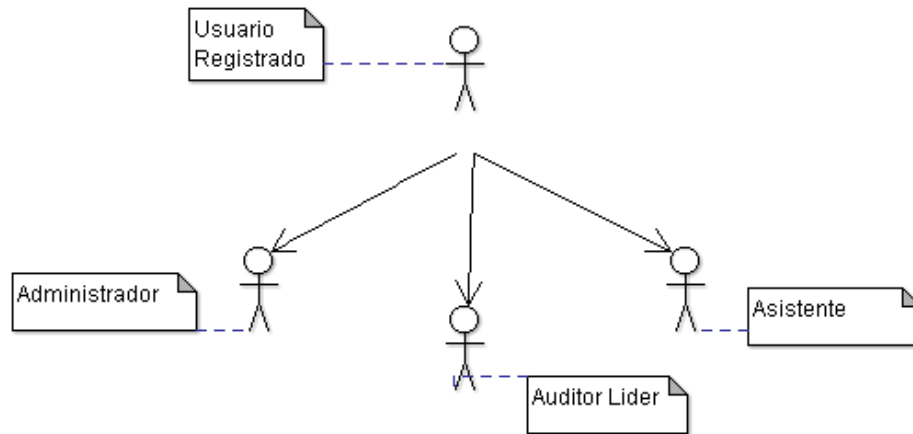 Usuario
Registrado
Administrador
Asistente
Auditor Lider